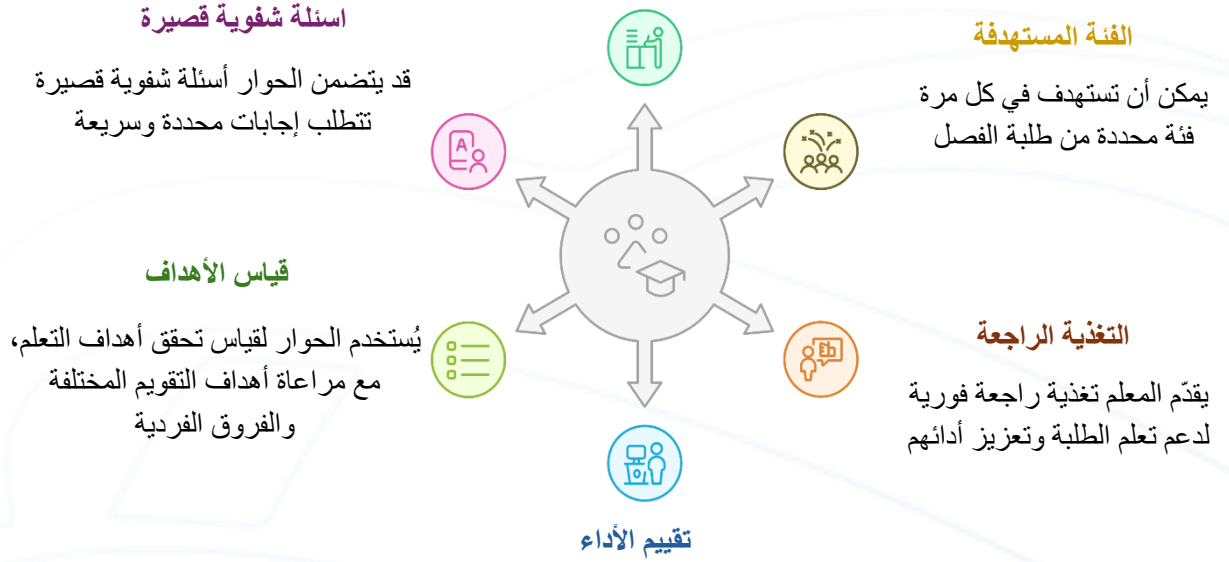 الفئة المستهدفة
يمكن أن تستهدف في كل مرة
فئة محددة من طلبة الفصل
اسئلة شفوية قصيرة
قد يتضمن الحوار أسئلة شفوية قصيرة
تتطلب إجابات محددة وسريعة
A
التغذية الراجعة
يقدّم المعلم تغذية راجعة فورية
لدعم تعلم الطلبة وتعزيز أدائهم
قياس الأهداف
يُستخدم الحوار لقياس تحقق أهداف التعلم،
مع مراعاة أهداف التقويم المختلفة
والفروق الفردية
تقييم الأداء